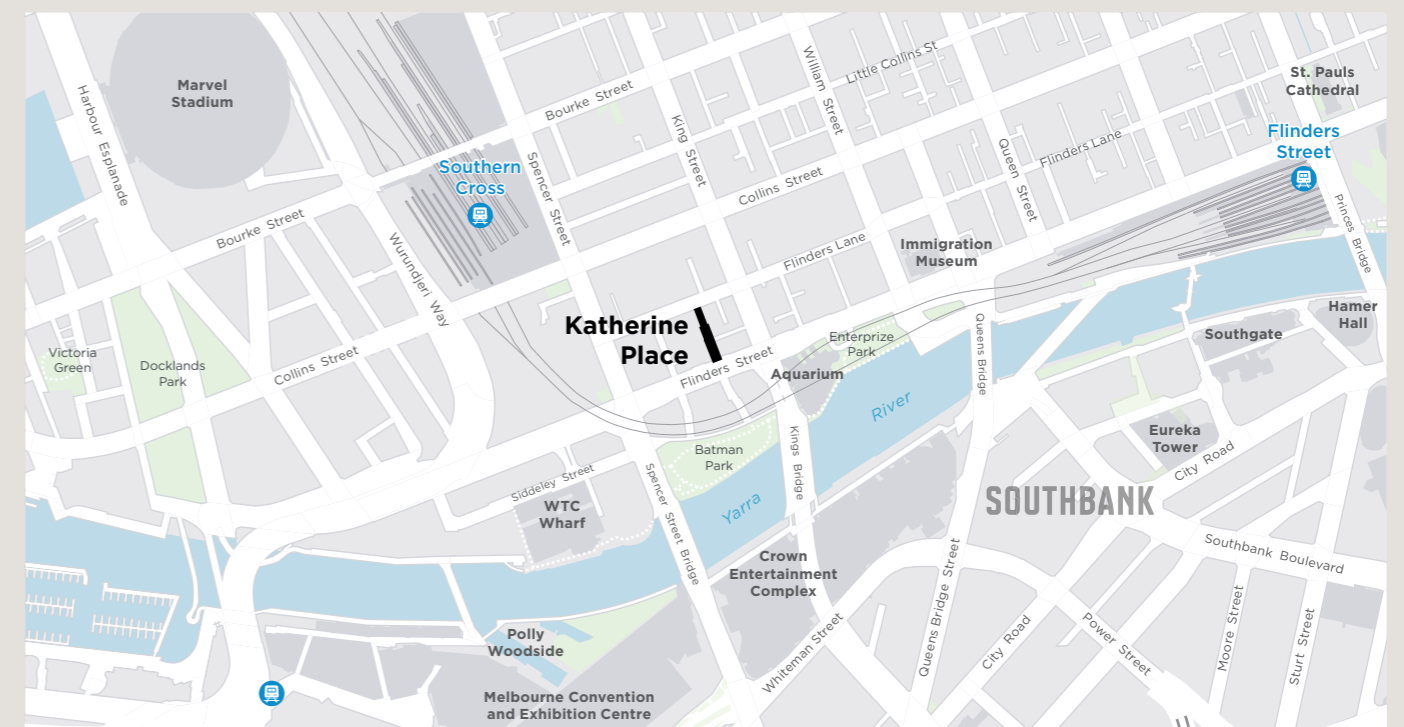 Marvel
Stadium
Harbour Esplanade
Bourke Street
William Street
Little Collins St
St. Pauls
Cathedral
Flinders
Street
Southern
Cross
Spencer Street
King Street
Queen Street
Flinders Lane
Collins Street
Bourke Street
Wurundjeri Way
Princes Bridge
Flinders Lane
Immigration
Museum
Katherine
Place
Flinders Street
Enterprize
Park
Aquarium
Queens Bridge
Southgate
Hamer
Hall
Victoria
Green
Docklands
Park
Collins Street
River
Eureka
Tower
City Road
Batman
Park
Kings Bridge
Siddeley Street
Spencer Street Bridge
Yarra
WTC
Wharf
SOUTHBANK
Southbank Boulevard
Crown
Entertainment
Complex
Queens Bridge Street
Whiteman Street
City Road
Power Street
Moore Street
Sturt Street
Polly
Woodside
Melbourne Convention
and Exhibition Centre